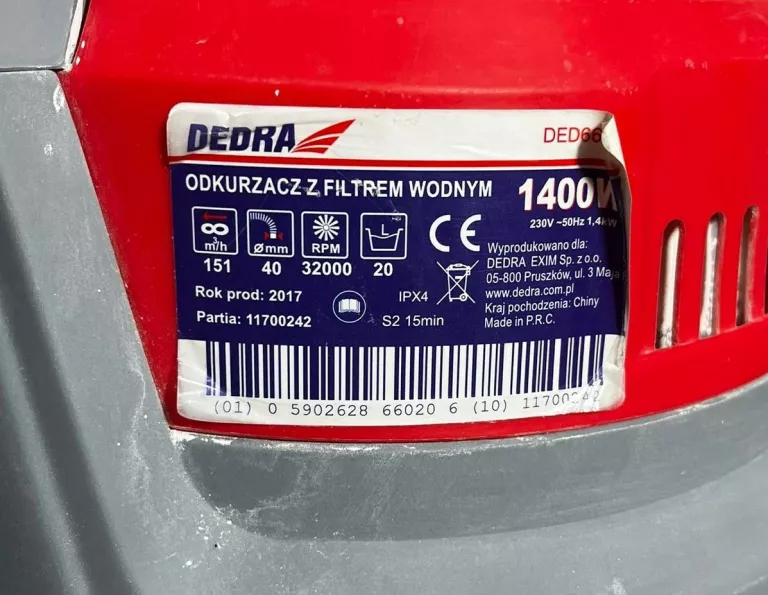 DEDRA
DED66
ODKURZACZ Z FILTREM WODNYM
1400W
230V ~50Hz 1,4kW
m³/h
ømm
RPM
151 40 32000 20
CE
Wyprodukowano dla:
DEDRA EXIM Sp. z o.o.
05-800 Pruszków, ul. 3 Maja
www.dedra.com.pl
Kraj pochodzenia: Chiny
Made in P.R.C.
Rok prod: 2017
IPX4
Partia: 11700242
S2 15min
(01) 0 5902628 66020 6 (10) 11700242